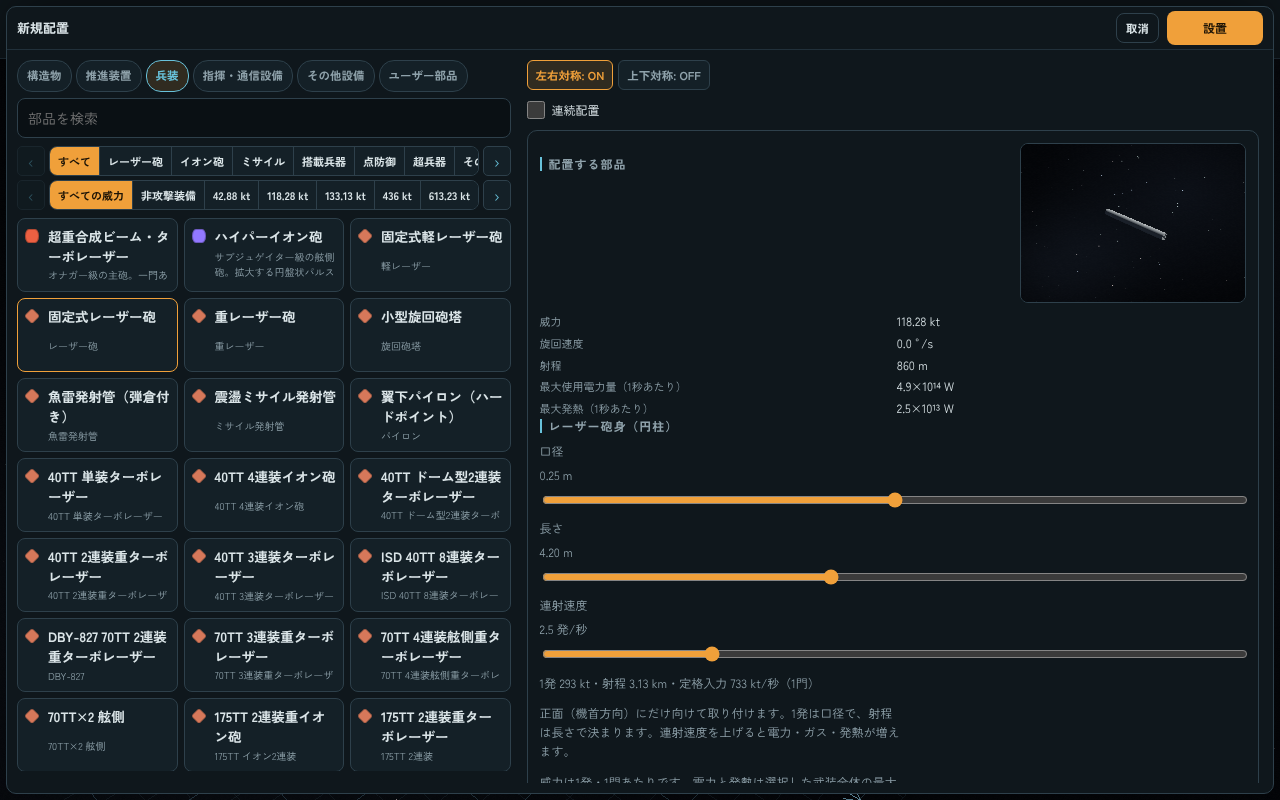 新規配置
取消
設置
構造物
推進装置
兵装
指揮・通信設備
その他設備
ユーザー部品
左右対称: ON
上下対称: OFF
部品を検索
連続配置
‹
すべて
レーザー砲
イオン砲
ミサイル
搭載兵器
点防御
超兵器
›
‹
すべての威力
非攻撃装備
42.88 kt
118.28 kt
133.13 kt
436 kt
613.23 kt
›
超重合成ビーム・タ
ーボレーザー
オナガー級の主砲。一門あ
ハイパーイオン砲
サブジュゲイター級の舷側
砲。拡大する円盤状パルス
固定式軽レーザー砲
軽レーザー
固定式レーザー砲
レーザー砲
重レーザー砲
重レーザー
小型旋回砲塔
旋回砲塔
魚雷発射管（弾倉付
き）
魚雷発射管
震盪ミサイル発射管
ミサイル発射管
翼下パイロン（ハー
ドポイント）
パイロン
40TT 単装ターボレ
ーザー
40TT 単装ターボレーザー
40TT 4連装イオン砲
40TT 4連装イオン砲
40TT ドーム型2連装
ターボレーザー
40TT ドーム型2連装ターボ
40TT 2連装重ターボ
レーザー
40TT 2連装重ターボレーザ
40TT 3連装ターボレ
ーザー
40TT 3連装ターボレーザー
ISD 40TT 8連装ター
ボレーザー
ISD 40TT 8連装ターボレー
DBY-827 70TT 2連装
重ターボレーザー
DBY-827
70TT 3連装重ターボ
レーザー
70TT 3連装重ターボレーザ
70TT 4連装舷側重タ
ーボレーザー
70TT 4連装舷側重ターボレ
70TT×2 舷側
70TT×2 舷側
175TT 2連装重イオ
ン砲
175TT イオン2連装
175TT 2連装重ター
ボレーザー
175TT 2連装
配置する部品
威力 118.28 kt
旋回速度 0.0 °/s
射程 860 m
最大使用電力量（1秒あたり） 4.9×10¹⁴ W
最大発熱（1秒あたり） 2.5×10¹³ W
レーザー砲身（円柱）
口径
0.25 m
長さ
4.20 m
連射速度
2.5 発/秒
1発 293 kt・射程 3.13 km・定格入力 733 kt/秒（1門）
正面（機首方向）にだけ向けて取り付けます。1発は口径で、射程
は長さで決まります。連射速度を上げると電力・ガス・発熱が増え
ます。
威力は1発・1門あたりです。電力と発熱は選択した武装全体の最大